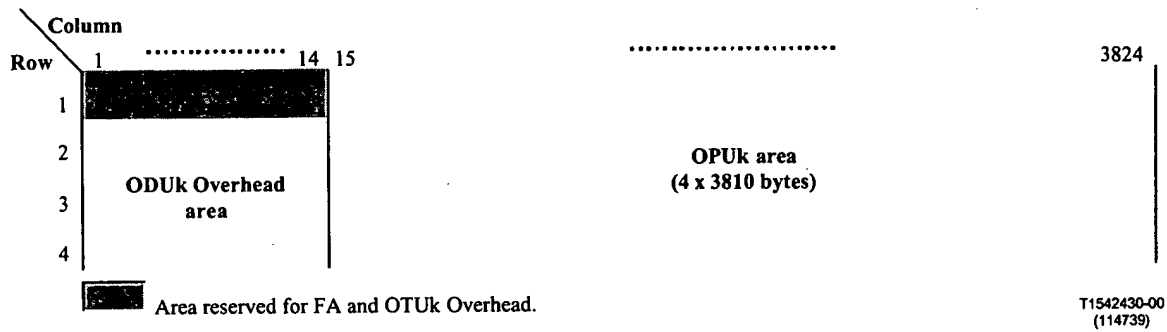 Column
Row 1 .................. 14 15 .......................... 3824
1
2
3
4
ODUk Overhead
area
OPUk area
(4 x 3810 bytes)
Area reserved for FA and OTUk Overhead.
T1542430-00
(114739)